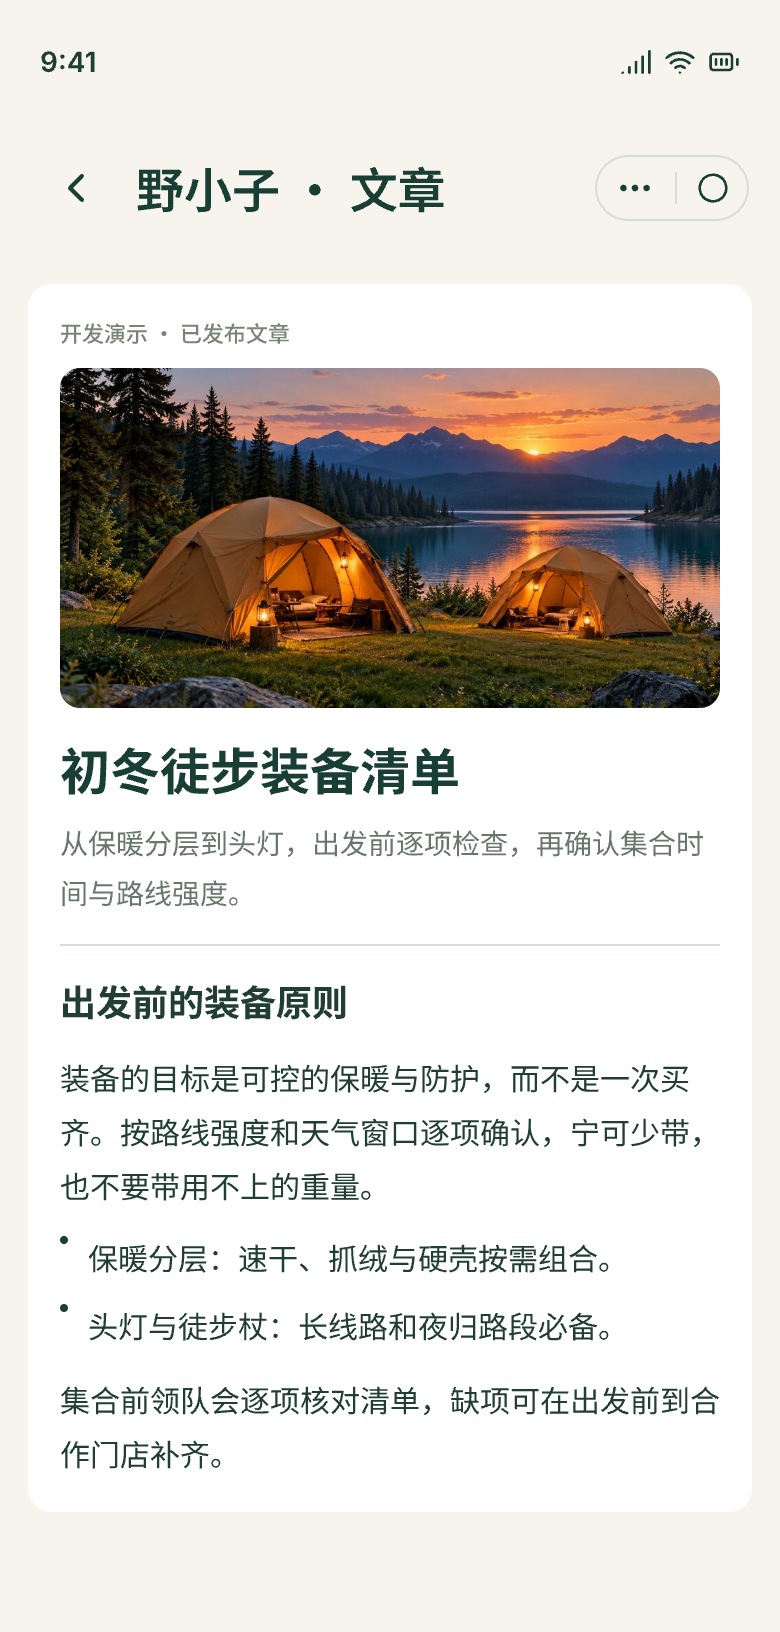 9:41
野小子 · 文章
开发演示 · 已发布文章
初冬徒步装备清单
从保暖分层到头灯，出发前逐项检查，再确认集合时
间与路线强度。
出发前的装备原则
装备的目标是可控的保暖与防护，而不是一次买
齐。按路线强度和天气窗口逐项确认，宁可少带，
也不要带用不上的重量。
• 保暖分层：速干、抓绒与硬壳按需组合。
• 头灯与徒步杖：长线路和夜归路段必备。
集合前领队会逐项核对清单，缺项可在出发前到合
作门店补齐。